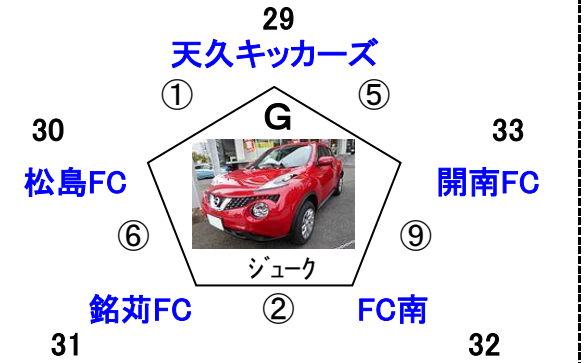 29
天久キッカーズ
① ⑤
G
30 33
松島FC 開南FC
⑥ ⑨
ジューク
銘苅FC ② FC南
31 32